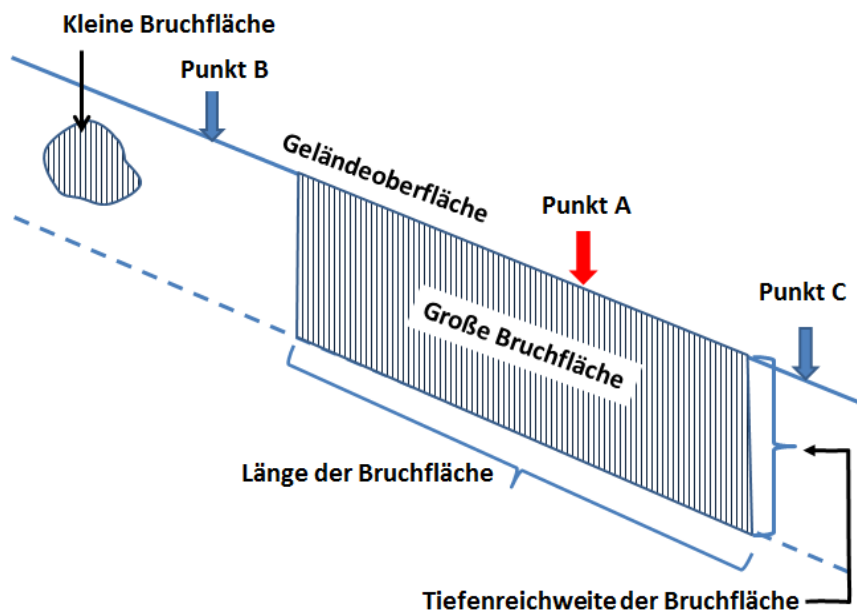 Kleine Bruchfläche
Punkt B
Geländeoberfläche
Punkt A
Punkt C
Große Bruchfläche
Länge der Bruchfläche
Tiefenreichweite der Bruchfläche